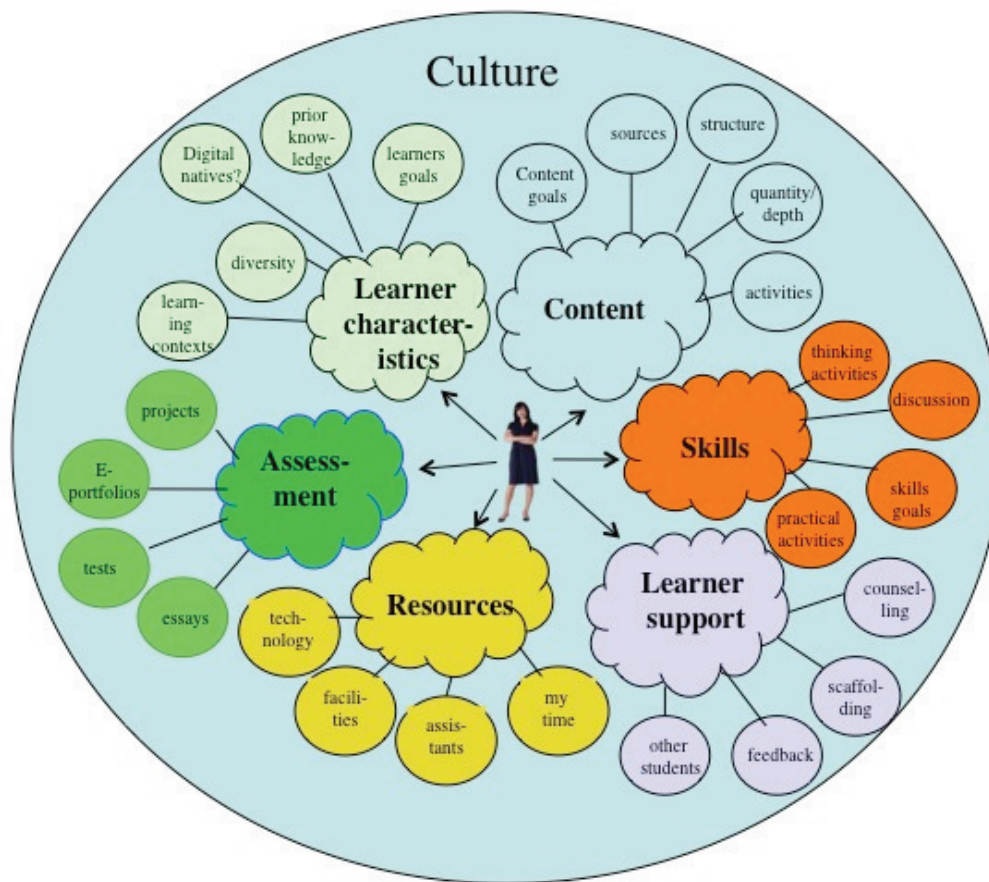 Culture
prior
know-
ledge
Digital
natives?
learners
goals
diversity
learn-
ing
contexts
Learner
character-
istics
Content
goals
sources
structure
quantity/
depth
activities
Content
thinking
activities
discussion
skills
goals
practical
activities
Skills
projects
E-
portfolios
tests
essays
Assess-
ment
Resources
tech-
nology
facili-
ties
assis-
tants
my
time
Learner
support
counsel-
ling
scaffol-
ding
feedback
other
students